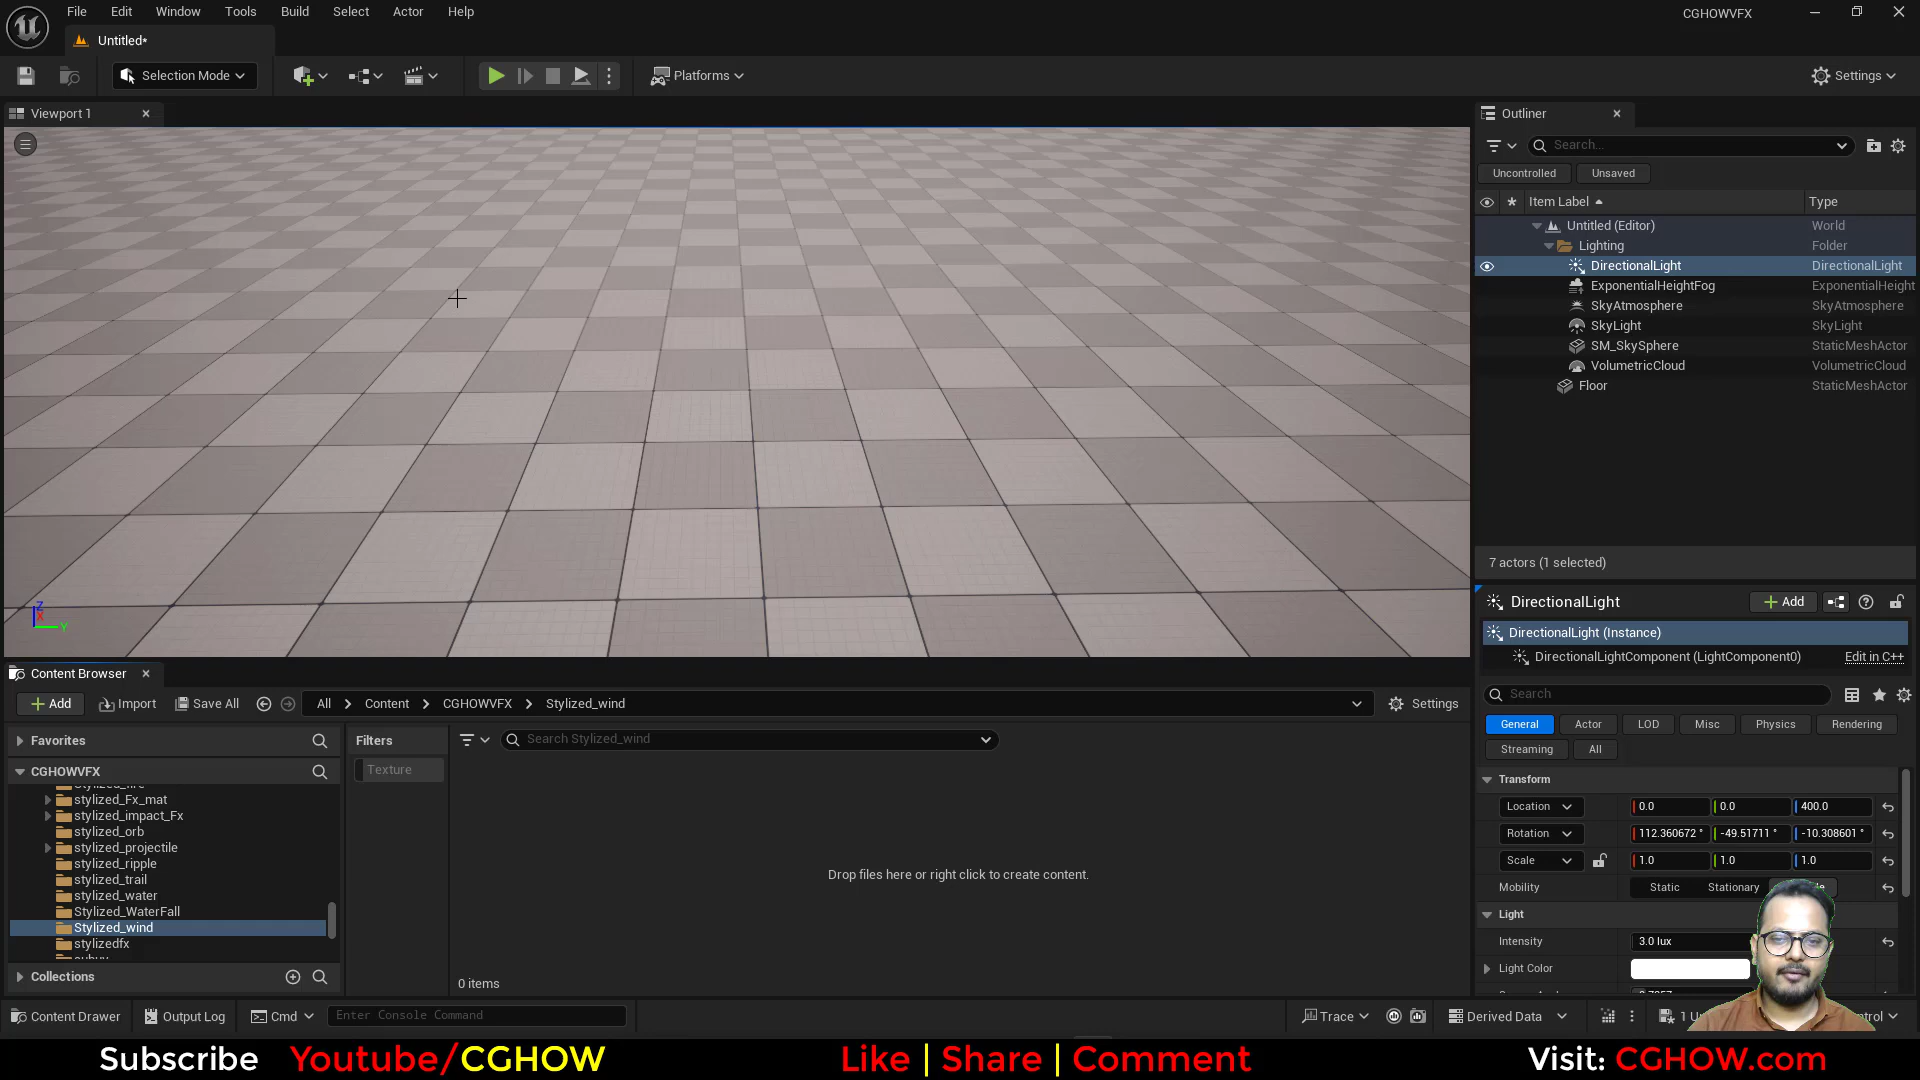 File Edit Window Tools Build Select Actor Help
CGHOWVFX
Untitled*
Selection Mode
Platforms
Settings
Viewport 1
Outliner
Search...
Uncontrolled Unsaved
Item Label Type
Untitled (Editor) World
Lighting Folder
DirectionalLight DirectionalLight
ExponentialHeightFog ExponentialHeight
SkyAtmosphere SkyAtmosphere
SkyLight SkyLight
SM_SkySphere StaticMeshActor
VolumetricCloud VolumetricCloud
Floor StaticMeshActor
7 actors (1 selected)
DirectionalLight
Add
DirectionalLight (Instance)
DirectionalLightComponent (LightComponent0) Edit in C++
Search
General Actor LOD Misc Physics Rendering
Streaming All
Transform
Location 0.0 0.0 400.0
Rotation 112.360672 ° -49.51711 ° -10.308601 °
Scale 1.0 1.0 1.0
Mobility Static Stationary
Light
Intensity 3.0 lux
Light Color
Z
X
Y
Content Browser
Add Import Save All All Content CGHOWVFX Stylized_wind Settings
Favorites
Filters
Search Stylized_wind
CGHOWVFX
Texture
stylized_Fx_mat
stylized_impact_Fx
stylized_orb
stylized_projectile
stylized_ripple
stylized_trail
stylized_water
Stylized_WaterFall
Stylized_wind
stylizedfx
Drop files here or right click to create content.
Collections
0 items
Content Drawer Output Log Cmd Enter Console Command
Trace Derived Data
Subscribe Youtube/CGHOW Like | Share | Comment Visit: CGHOW.com